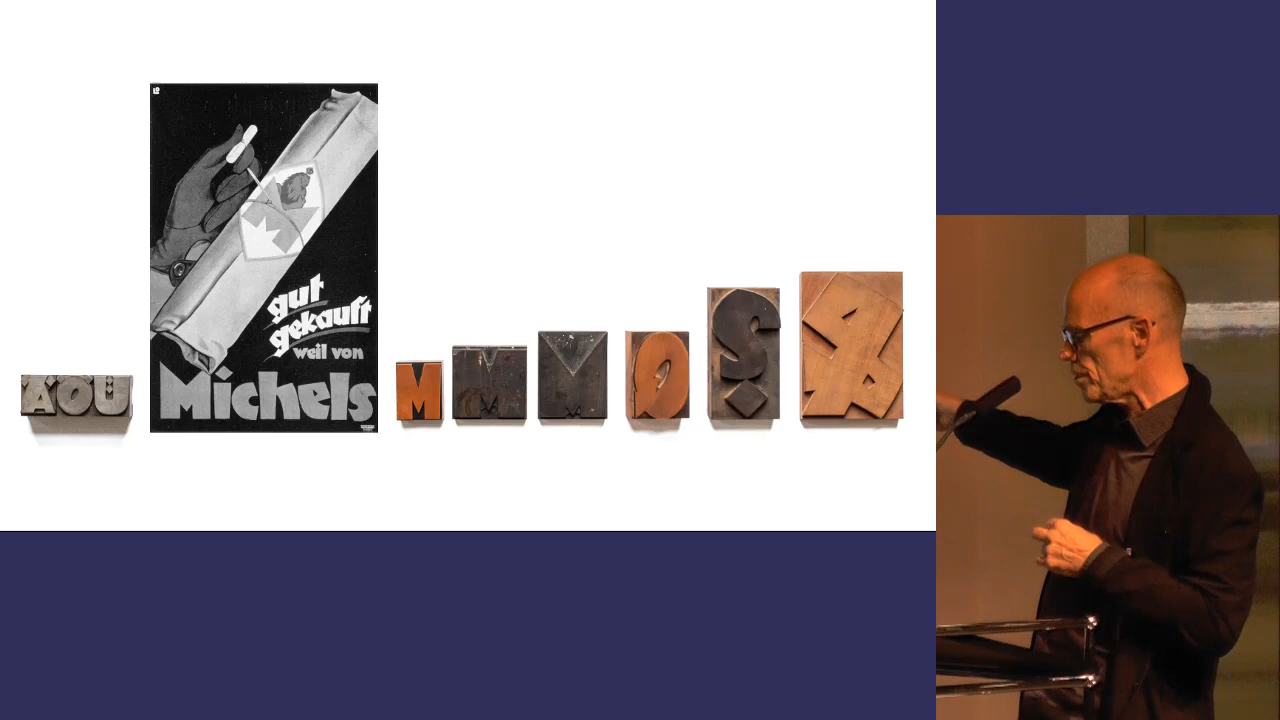 ÄÖÜ
gut
gekauft
weil von
Michels
M M M Q ? &